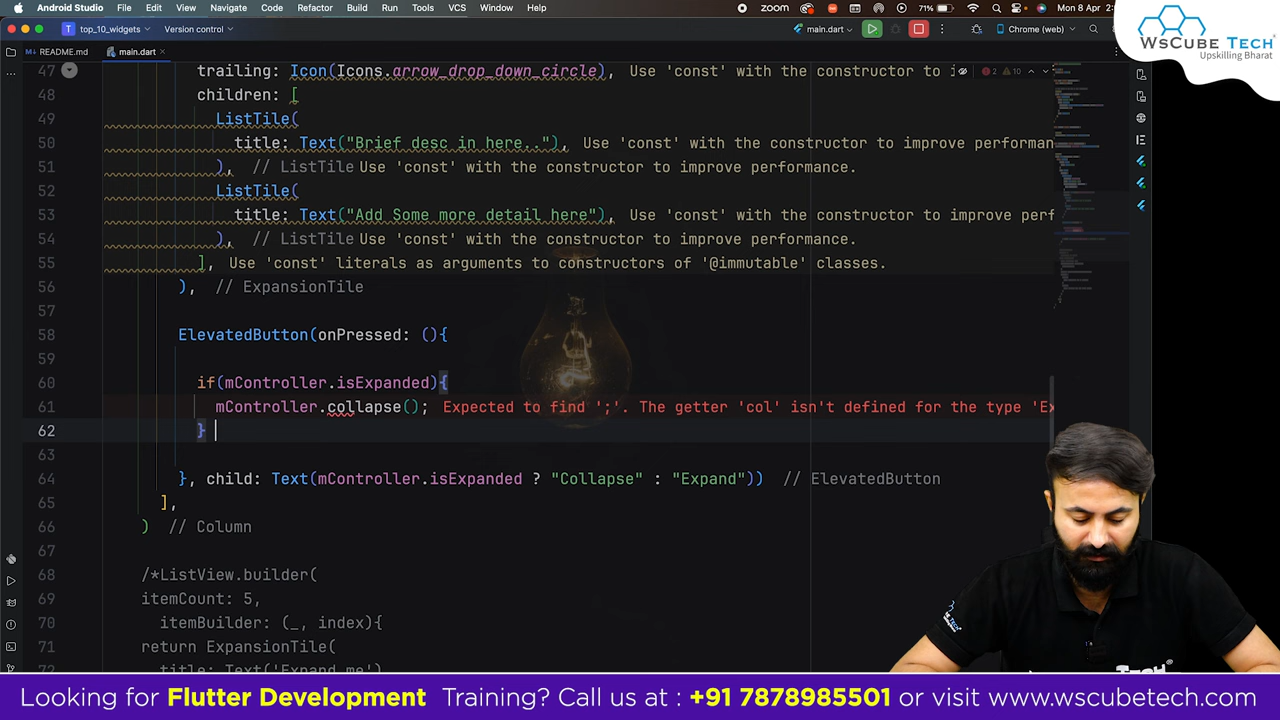 Android Studio File Edit View Navigate Code Refactor Build Run Tools VCS Window Help zoom 71% Mon 8 Apr 2
T top_10_widgets Version control main.dart Chrome (web)
README.md main.dart
WSCUBE TECH
Upskilling Bharat
47 trailing: Icon(Icons.arrow_drop_down_circle), Use 'const' with the constructor to i 2 10
48 children: [
49 ListTile(
50 title: Text("Brief desc in here.."), Use 'const' with the constructor to improve performan
51 ), // ListTile Use 'const' with the constructor to improve performance.
52 ListTile(
53 title: Text("Add Some more detail here"), Use 'const' with the constructor to improve perf
54 ), // ListTile Use 'const' with the constructor to improve performance.
55 ], Use 'const' literals as arguments to constructors of '@immutable' classes.
56 ), // ExpansionTile
57
58 ElevatedButton(onPressed: (){
59
60 if(mController.isExpanded){
61 mController.collapse(); Expected to find ';'. The getter 'col' isn't defined for the type 'Ex
62 }
63
64 }, child: Text(mController.isExpanded ? "Collapse" : "Expand")) // ElevatedButton
65 ],
66 ) // Column
67
68 /*ListView.builder(
69 itemCount: 5,
70 itemBuilder: (_, index){
71 return ExpansionTile(
72 title: Text('Expand me')
Looking for Flutter Development Training? Call us at : +91 7878985501 or visit www.wscubetech.com